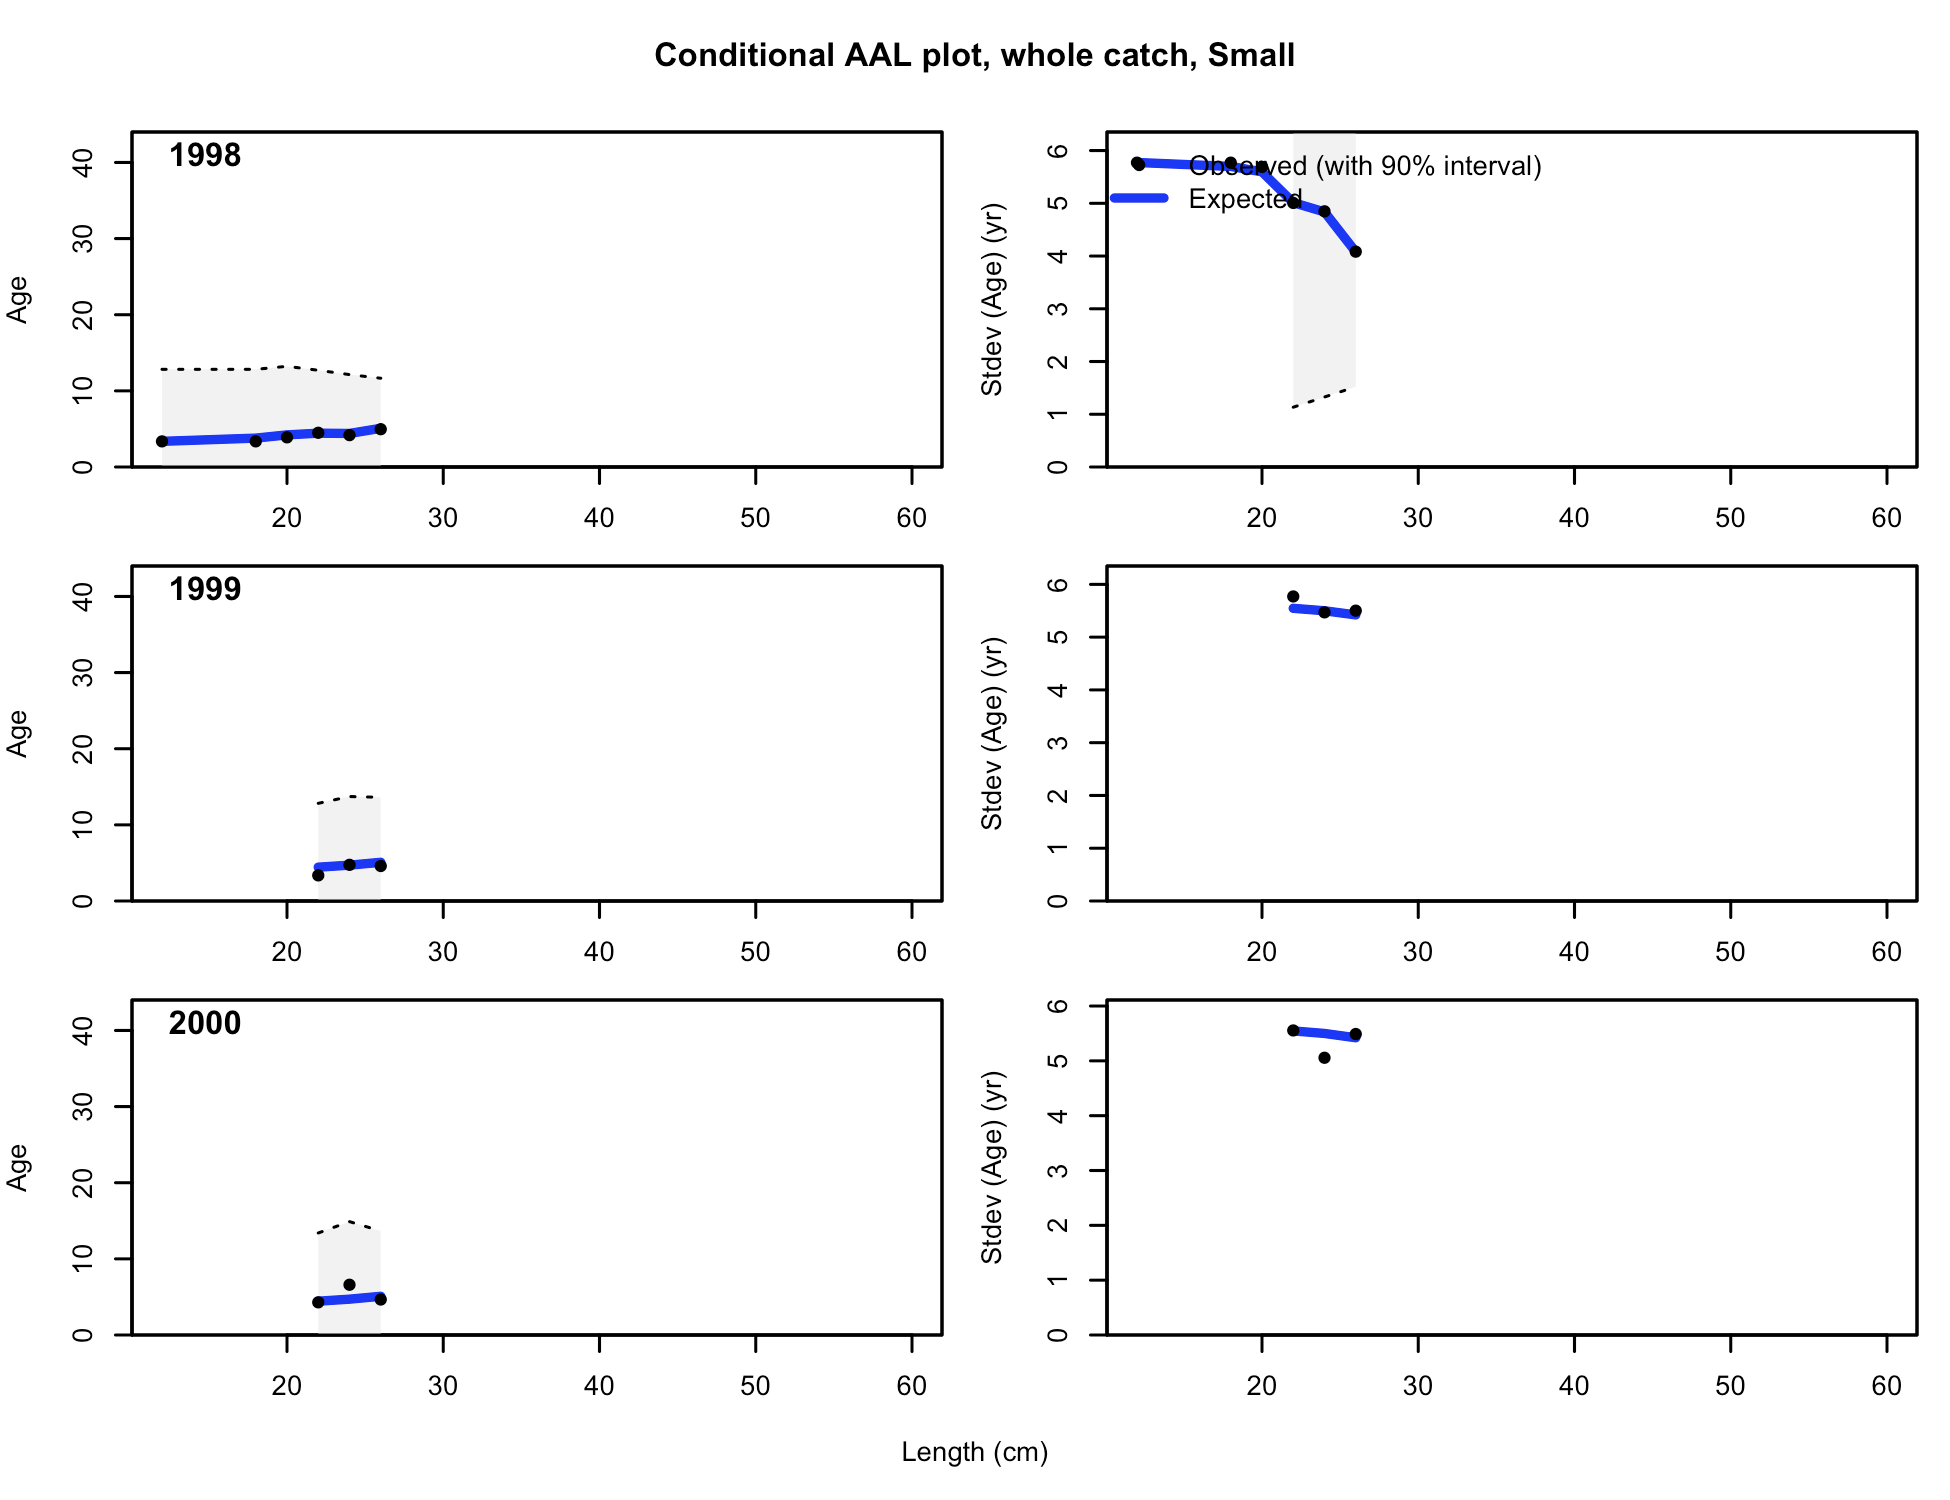 Conditional AAL plot, whole catch, Small
1998
Age
0 10 20 30 40
20 30 40 50 60
Observed (with 90% interval)
Expected
Stdev (Age) (yr)
0 1 2 3 4 5 6
20 30 40 50 60
1999
Age
0 10 20 30 40
20 30 40 50 60
Stdev (Age) (yr)
0 1 2 3 4 5 6
20 30 40 50 60
2000
Age
0 10 20 30 40
20 30 40 50 60
Stdev (Age) (yr)
0 1 2 3 4 5 6
20 30 40 50 60
Length (cm)